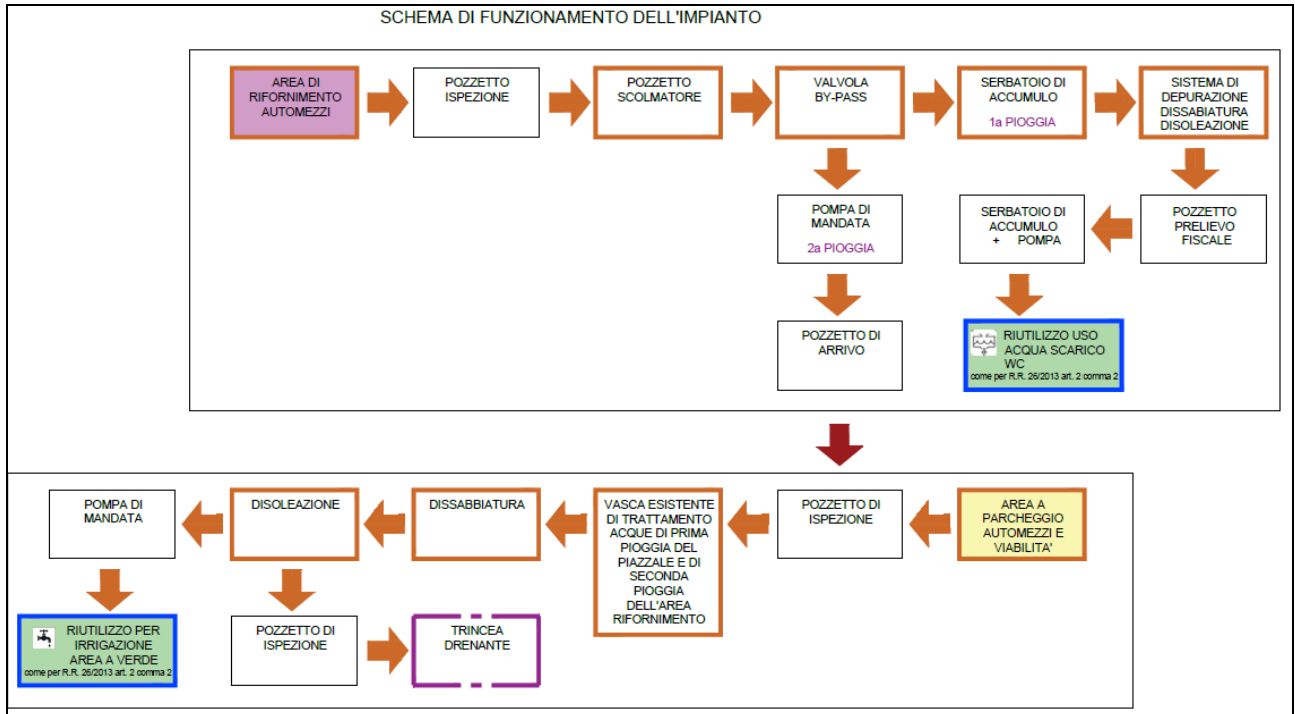 SCHEMA DI FUNZIONAMENTO DELL'IMPIANTO
AREA DI
RIFORNIMENTO
AUTOMEZZI
POZZETTO
ISPEZIONE
POZZETTO
SCOLMATORE
VALVOLA
BY-PASS
SERBATOIO DI
ACCUMULO
1a PIOGGIA
SISTEMA DI
DEPURAZIONE
DISSABIATURA
DISOLEAZIONE
POMPA DI
MANDATA
2a PIOGGIA
SERBATOIO DI
ACCUMULO
+ POMPA
POZZETTO
PRELIEVO
FISCALE
POZZETTO DI
ARRIVO
RIUTILIZZO USO
ACQUA SCARICO
WC
come per R.R. 26/2013 art. 2 comma 2
POMPA DI
MANDATA
DISOLEAZIONE
DISSABBIATURA
VASCA ESISTENTE
DI TRATTAMENTO
ACQUE DI PRIMA
PIOGGIA DEL
PIAZZALE E DI
SECONDA
PIOGGIA
DELL'AREA
RIFORNIMENTO
POZZETTO DI
ISPEZIONE
AREA A
PARCHEGGIO
AUTOMEZZI E
VIABILITA'
RIUTILIZZO PER
IRRIGAZIONE
AREA A VERDE
come per R.R. 26/2013 art. 2 comma 2
POZZETTO DI
ISPEZIONE
TRINCEA
DRENANTE